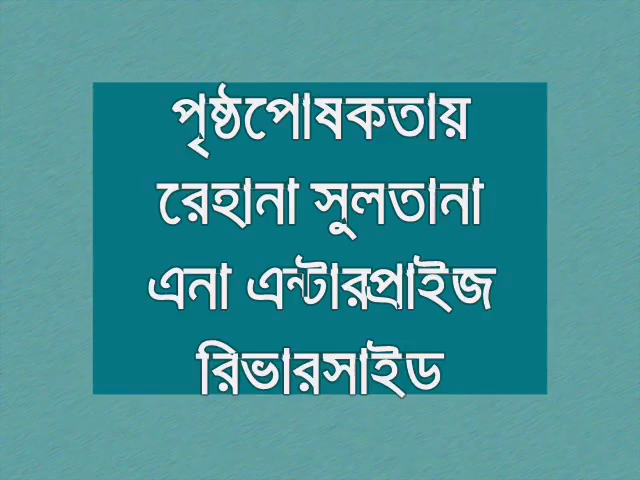 পৃষ্ঠপোষকতায়
রেহানা সুলতানা
এনা এন্টারপ্রাইজ
রিভারসাইড